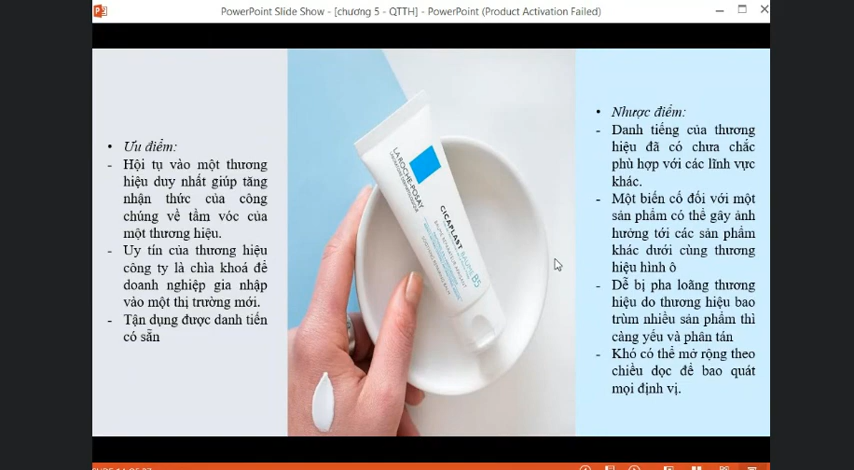 PowerPoint Slide Show - [chương 5 - QTTH] - PowerPoint (Product Activation Failed)
• Ưu điểm:
- Hội tụ vào một thương
hiệu duy nhất giúp tăng
nhận thức của công
chúng về tầm vóc của
một thương hiệu.
- Uy tín của thương hiệu
công ty là chìa khoá để
doanh nghiệp gia nhập
vào một thị trường mới.
- Tận dụng được danh tiến
có sẵn
LA ROCHE-POSAY
LABORATOIRE DERMATOLOGIQUE
CICAPLAST BAUME B5
• Nhược điểm:
- Danh tiếng của thương
hiệu đã có chưa chắc
phù hợp với các lĩnh vực
khác.
- Một biến cố đối với một
sản phẩm có thể gây ảnh
hưởng tới các sản phẩm
khác dưới cùng thương
hiệu hình ô
- Dễ bị pha loãng thương
hiệu do thương hiệu bao
trùm nhiều sản phẩm thì
càng yếu và phân tán
- Khó có thể mở rộng theo
chiều dọc để bao quát
mọi định vị.